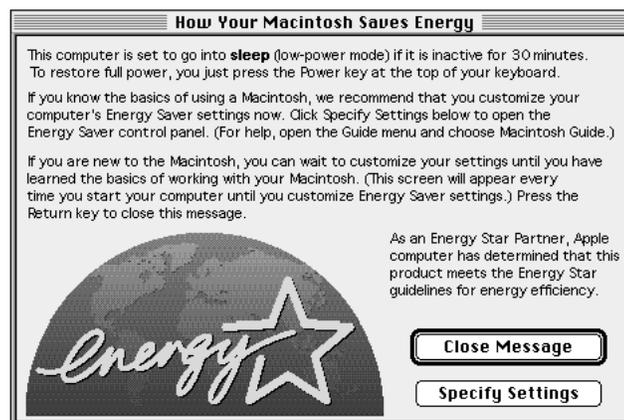 How Your Macintosh Saves Energy
This computer is set to go into sleep (low-power mode) if it is inactive for 30 minutes.
To restore full power, you just press the Power key at the top of your keyboard.
If you know the basics of using a Macintosh, we recommend that you customize your
computer's Energy Saver settings now. Click Specify Settings below to open the
Energy Saver control panel. (For help, open the Guide menu and choose Macintosh Guide.)
If you are new to the Macintosh, you can wait to customize your settings until you have
learned the basics of working with your Macintosh. (This screen will appear every
time you start your computer until you customize Energy Saver settings.) Press the
Return key to close this message.
As an Energy Star Partner, Apple
computer has determined that this
product meets the Energy Star
guidelines for energy efficiency.
energy
Close Message
Specify Settings